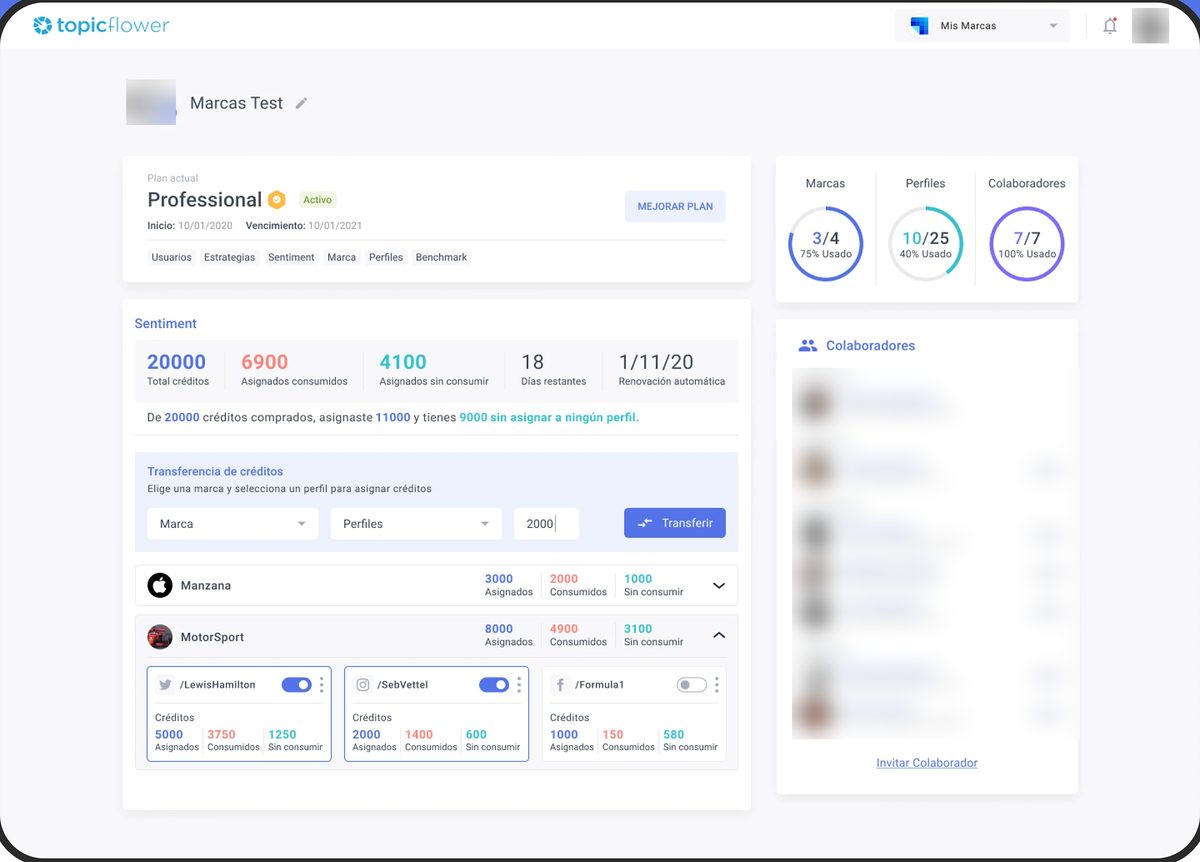 topicflower
Mis Marcas
Marcas Test
Plan actual
Professional Activo
MEJORAR PLAN
Inicio: 10/01/2020 Vencimiento: 10/01/2021
Usuarios Estrategias Sentiment Marca Perfiles Benchmark
Marcas Perfiles Colaboradores
3/4 10/25 7/7
75% Usado 40% Usado 100% Usado
Sentiment
20000 6900 4100 18 1/11/20
Total créditos Asignados consumidos Asignados sin consumir Días restantes Renovación automática
De 20000 créditos comprados, asignaste 11000 y tienes 9000 sin asignar a ningún perfil.
Transferencia de créditos
Elige una marca y selecciona un perfil para asignar créditos
Marca Perfiles 2000 Transferir
Manzana
3000 2000 1000
Asignados Consumidos Sin consumir
MotorSport
8000 4900 3100
Asignados Consumidos Sin consumir
/LewisHamilton
Créditos
5000 3750 1250
Asignados Consumidos Sin consumir
/SebVettel
Créditos
2000 1400 600
Asignados Consumidos Sin consumir
/Formula1
Créditos
1000 150 580
Asignados Consumidos Sin consumir
Colaboradores
Invitar Colaborador